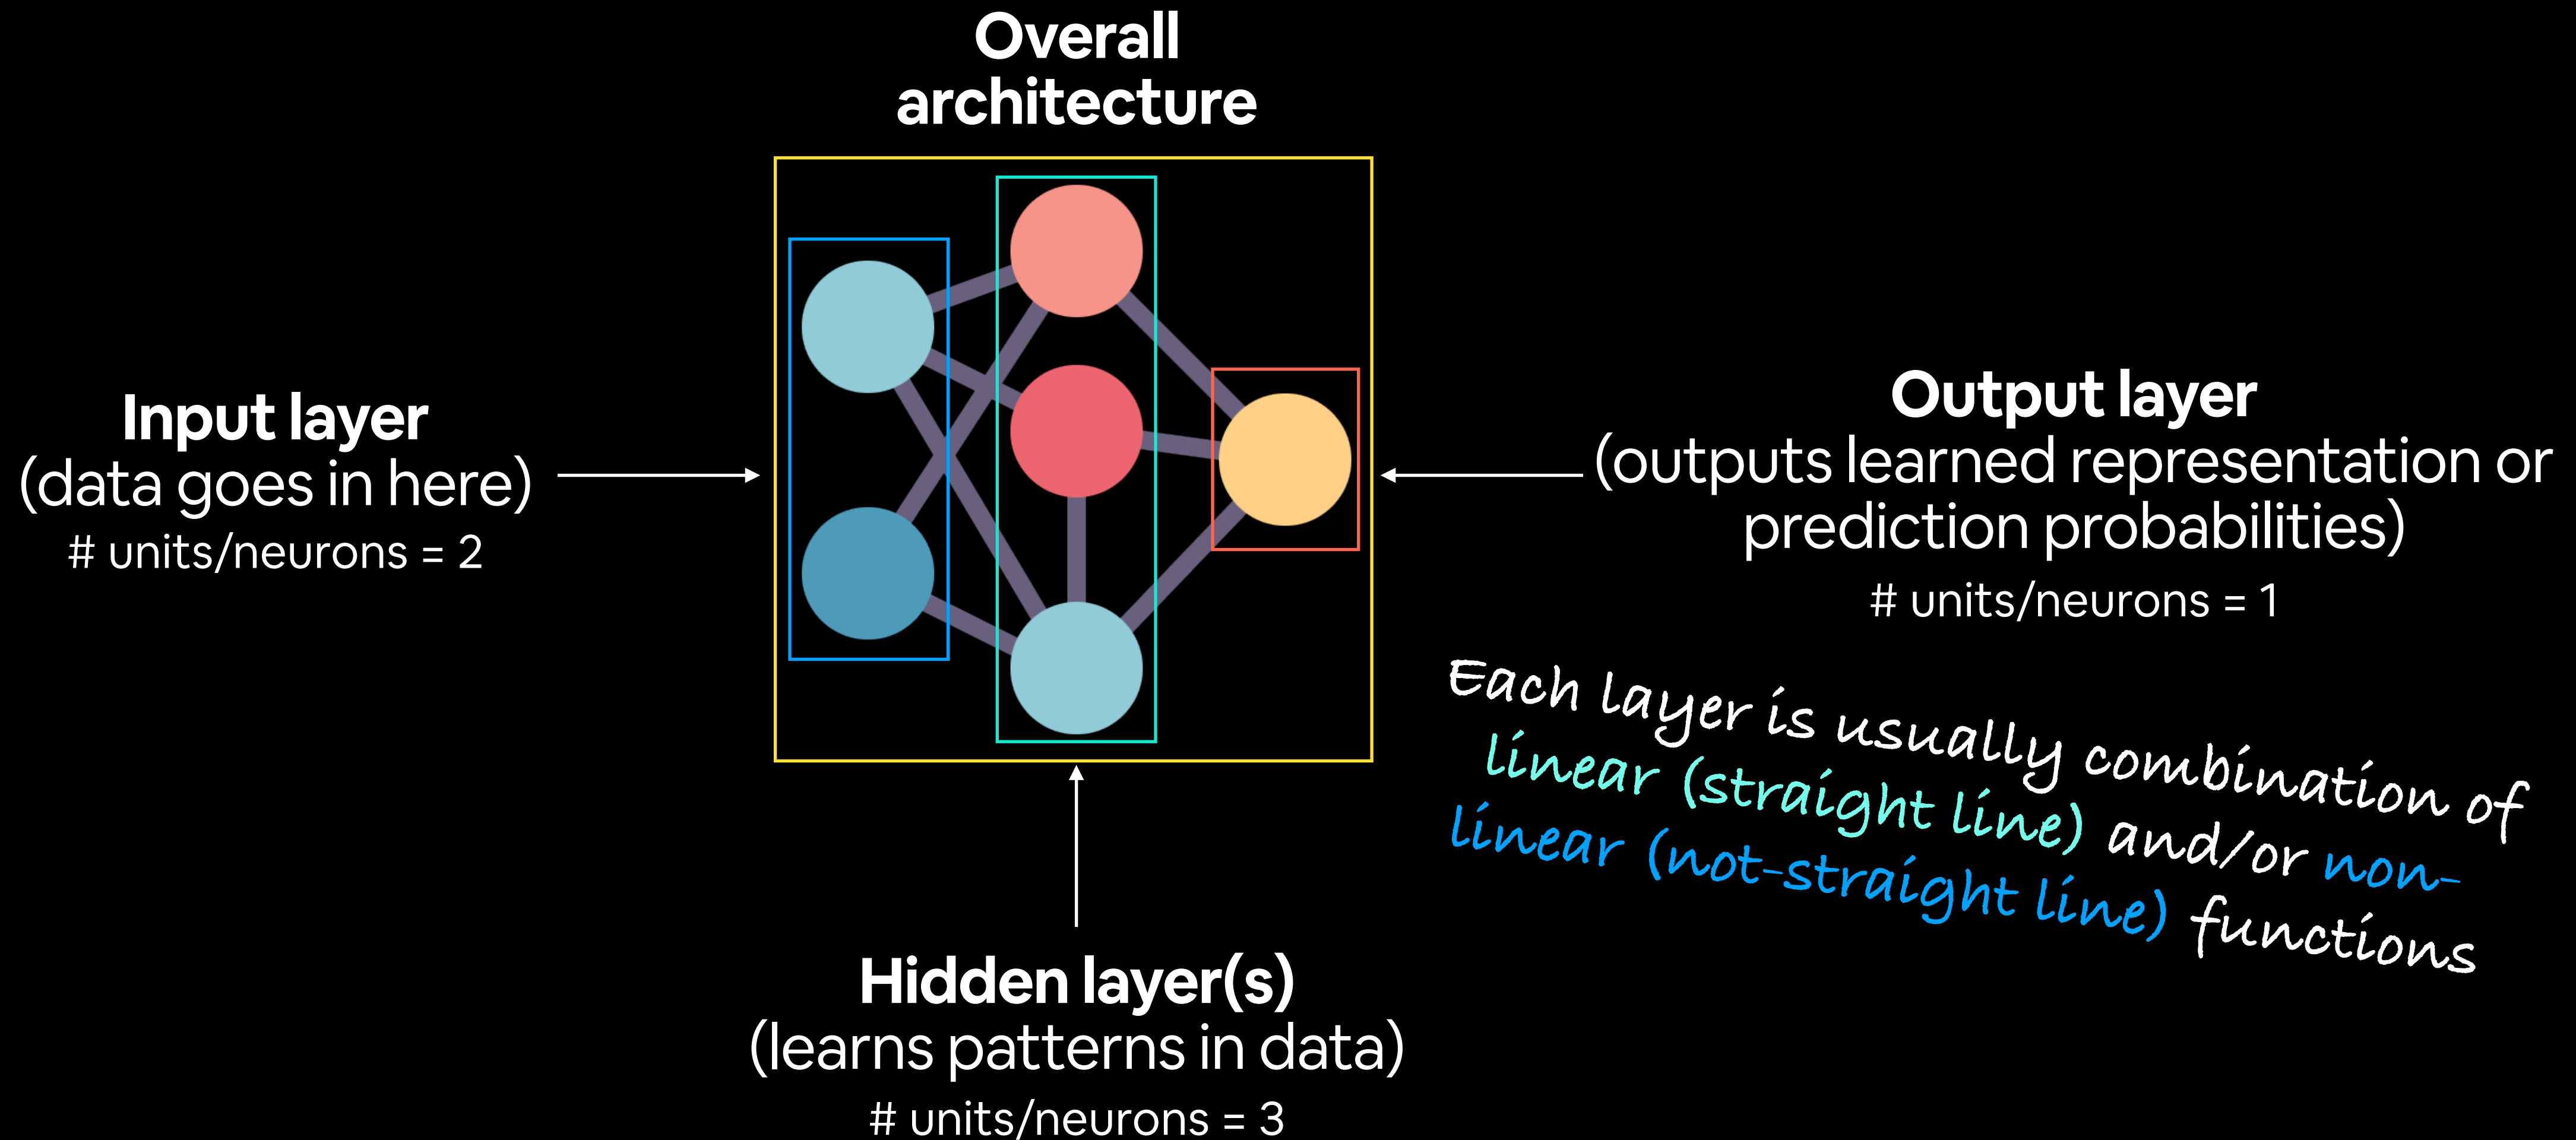 Overall
architecture
Input layer
(data goes in here)
# units/neurons = 2
Output layer
(outputs learned representation or
prediction probabilities)
# units/neurons = 1
Each layer is usually combination of
linear (straight line) and/or non-
linear (not-straight line) functions
Hidden layer(s)
(learns patterns in data)
# units/neurons = 3